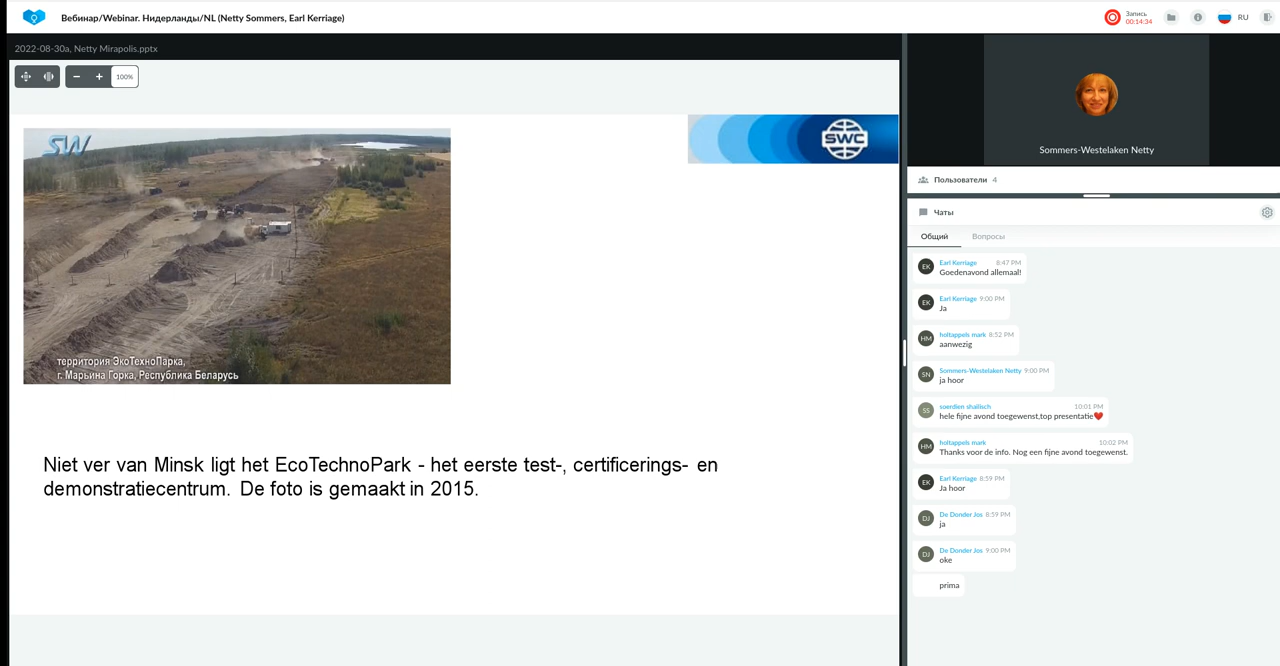 Вебинар/Webinar. Нидерланды/NL (Netty Sommers, Earl Kerriage)
Запись
00:14:34
RU
2022-08-30a, Netty Mirapolis.pptx
100%
SW
SWC
территория ЭкоТехноПарка,
г. Марьина Горка, Республика Беларусь
Niet ver van Minsk ligt het EcoTechnoPark - het eerste test-, certificerings- en
demonstratiecentrum. De foto is gemaakt in 2015.
Sommers-Westelaken Netty
Пользователи 4
Чаты
Общий Вопросы
EK Earl Kerriage 8:47 PM
Goedenavond allemaal!
EK Earl Kerriage 9:00 PM
Ja
HM holtappels mark 8:52 PM
aanwezig
SN Sommers-Westelaken Netty 9:00 PM
ja hoor
SS soerdien shailisch 10:01 PM
hele fijne avond toegewenst,top presentatie❤️
HM holtappels mark 10:02 PM
Thanks voor de info. Nog een fijne avond toegewenst.
EK Earl Kerriage 8:59 PM
Ja hoor
DJ De Donder Jos 8:59 PM
ja
DJ De Donder Jos 9:00 PM
oke
prima